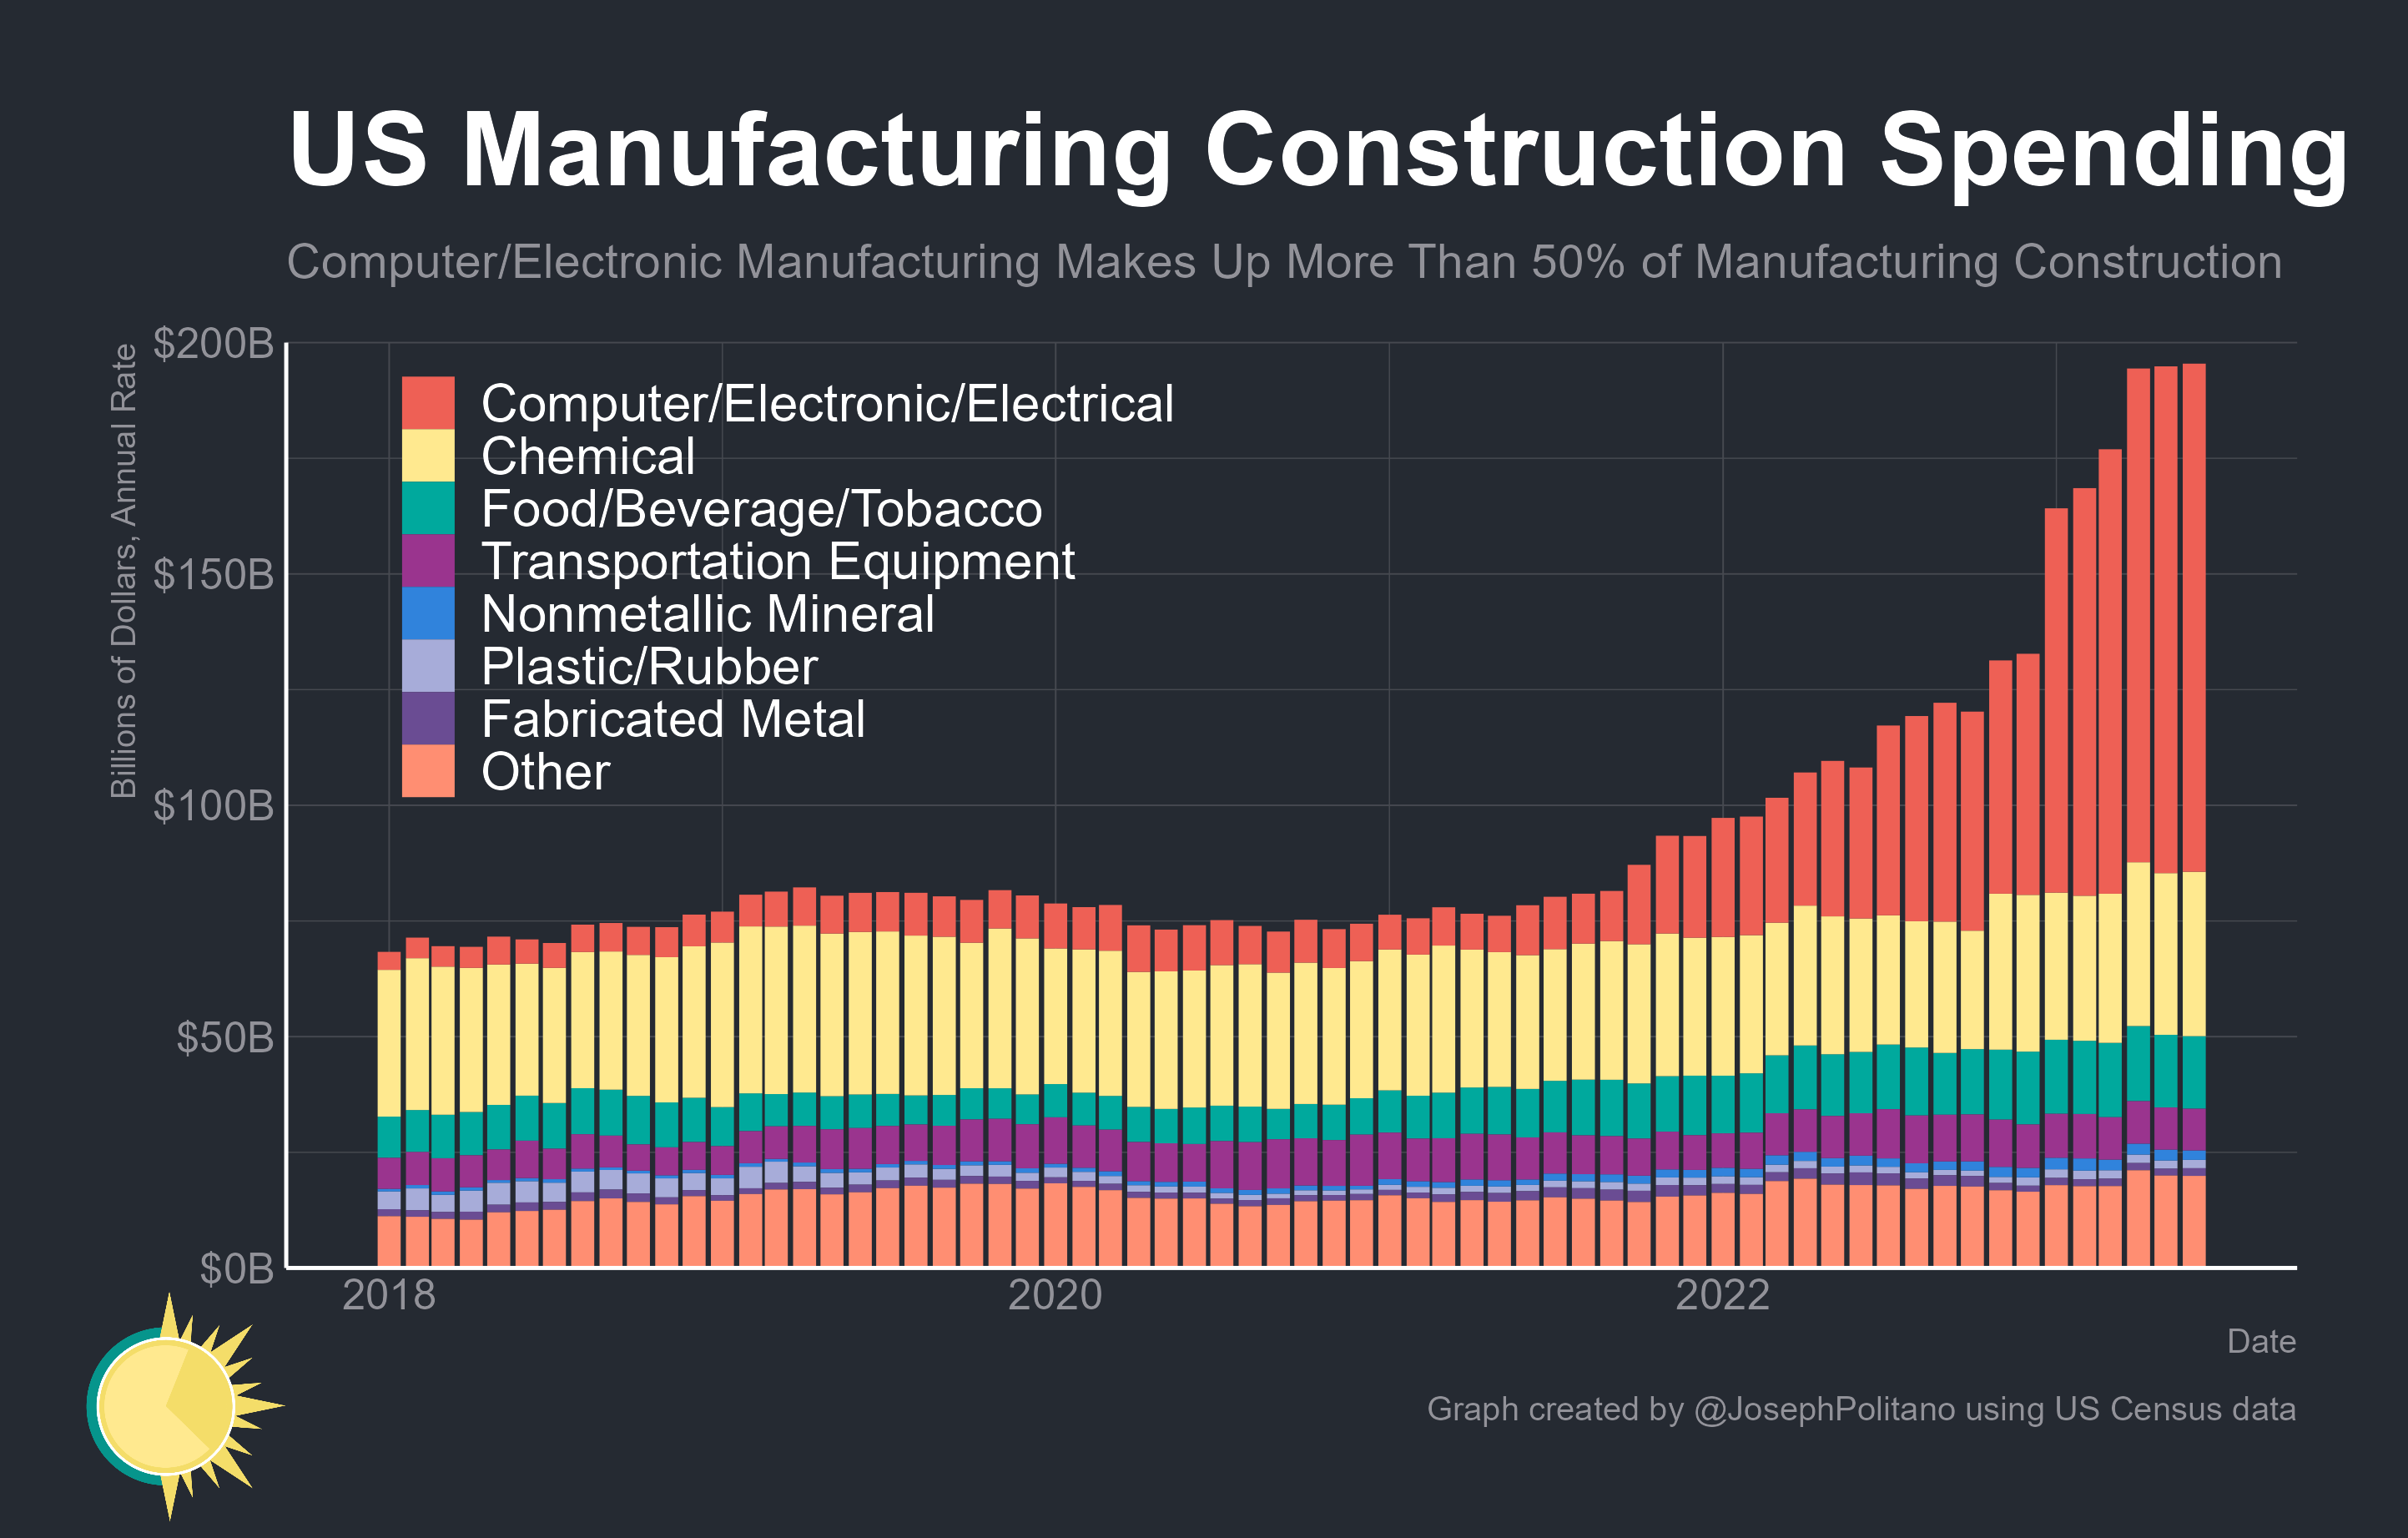 US Manufacturing Construction Spending
Computer/Electronic Manufacturing Makes Up More Than 50% of Manufacturing Construction
Billions of Dollars, Annual Rate
$200B
$150B
$100B
$50B
$0B
Computer/Electronic/Electrical
Chemical
Food/Beverage/Tobacco
Transportation Equipment
Nonmetallic Mineral
Plastic/Rubber
Fabricated Metal
Other
2018
2020
2022
Date
Graph created by @JosephPolitano using US Census data